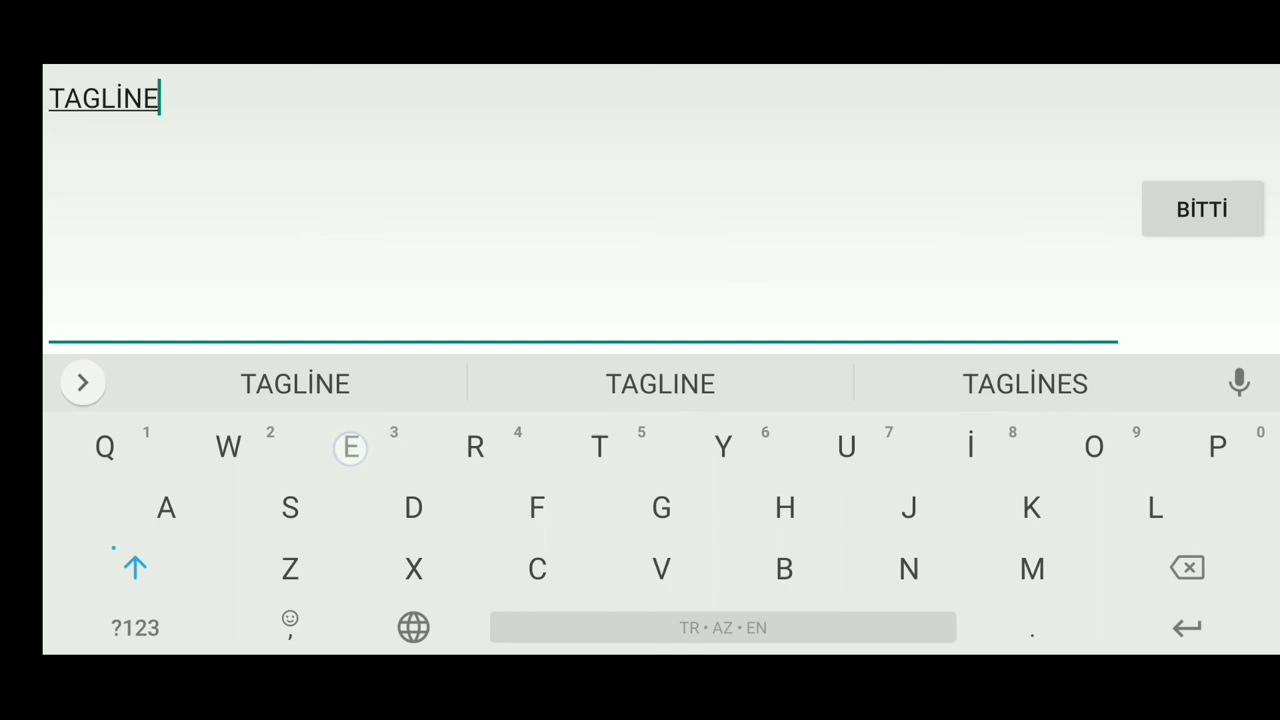 TAGLİNE
BİTTİ
TAGLİNE TAGLINE TAGLİNES
Q 1 W 2 E 3 R 4 T 5 Y 6 U 7 İ 8 O 9 P 0
A S D F G H J K L
Z X C V B N M
?123 , TR • AZ • EN .